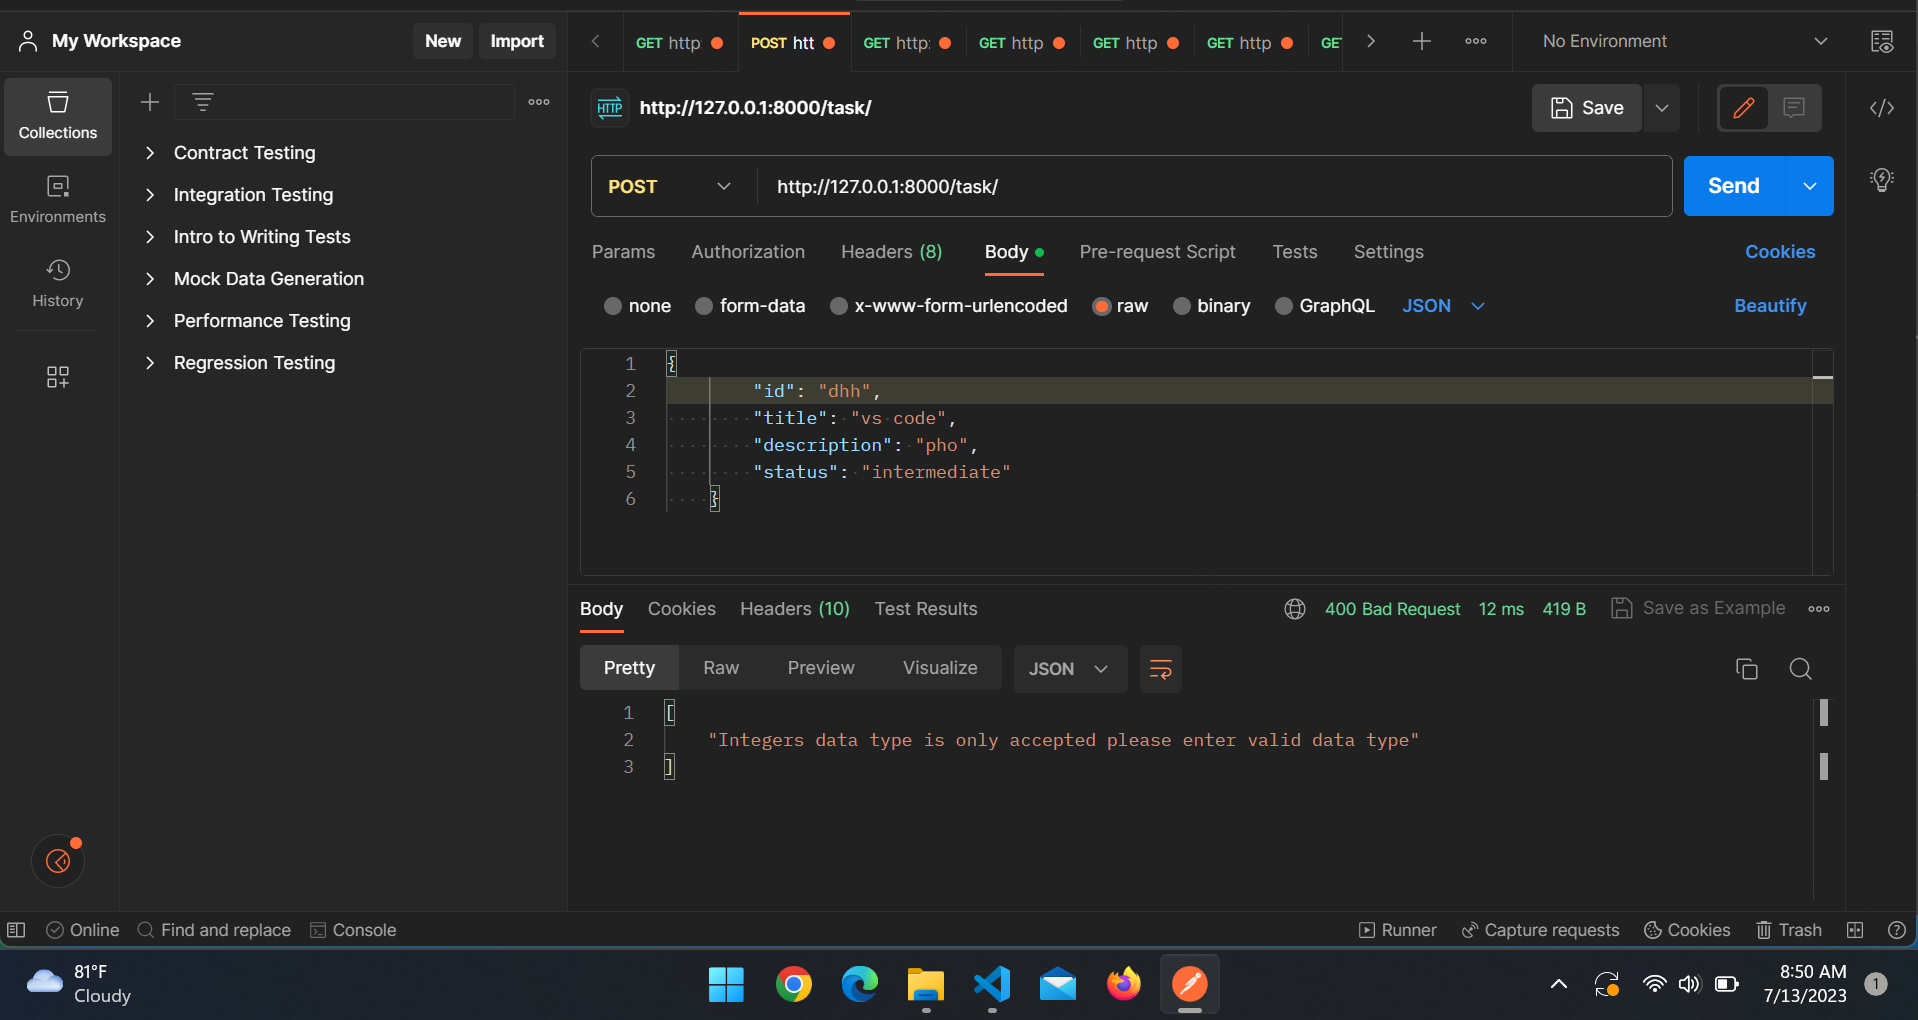 My Workspace
New
Import
GET http:
POST htt
GET http:
GET http
GET http
GET http
GE
No Environment
Collections
Environments
History
Contract Testing
Integration Testing
Intro to Writing Tests
Mock Data Generation
Performance Testing
Regression Testing
HTTP
http://127.0.0.1:8000/task/
Save
POST
http://127.0.0.1:8000/task/
Send
Params
Authorization
Headers (8)
Body
Pre-request Script
Tests
Settings
Cookies
none
form-data
x-www-form-urlencoded
raw
binary
GraphQL
JSON
Beautify
1 {
2 "id": "dhh",
3 "title": "vs code",
4 "description": "pho",
5 "status": "intermediate"
6 }
Body
Cookies
Headers (10)
Test Results
400 Bad Request
12 ms
419 B
Save as Example
Pretty
Raw
Preview
Visualize
JSON
1 [
2 "Integers data type is only accepted please enter valid data type"
3 ]
Online
Find and replace
Console
Runner
Capture requests
Cookies
Trash
81°F
Cloudy
8:50 AM
7/13/2023
1